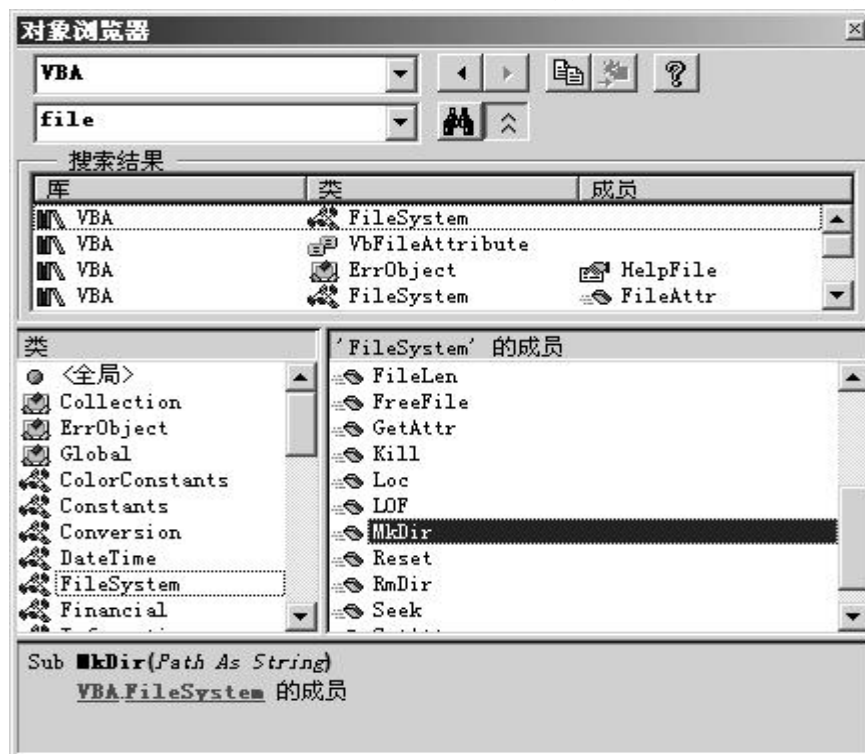 对象浏览器
VBA
file
搜索结果
库 类 成员
VBA FileSystem
VBA VbFileAttribute
VBA ErrObject HelpFile
VBA FileSystem FileAttr
类
<全局>
Collection
ErrObject
Global
ColorConstants
Constants
Conversion
DateTime
FileSystem
Financial
'FileSystem' 的成员
FileLen
FreeFile
GetAttr
Kill
Loc
LOF
MkDir
Reset
RmDir
Seek
Sub MkDir(Path As String)
VBA.FileSystem 的成员